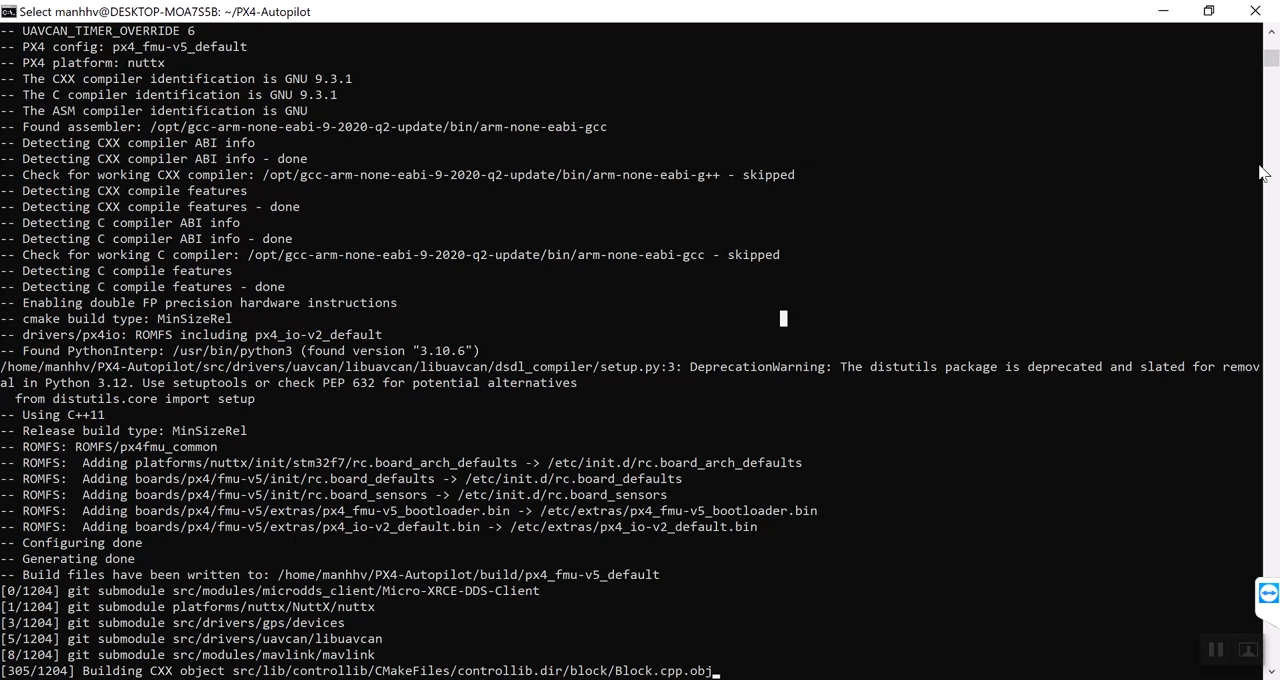 Select manhhv@DESKTOP-MOA7S5B: ~/PX4-Autopilot
-- UAVCAN_TIMER_OVERRIDE 6
-- PX4 config: px4_fmu-v5_default
-- PX4 platform: nuttx
-- The CXX compiler identification is GNU 9.3.1
-- The C compiler identification is GNU 9.3.1
-- The ASM compiler identification is GNU
-- Found assembler: /opt/gcc-arm-none-eabi-9-2020-q2-update/bin/arm-none-eabi-gcc
-- Detecting CXX compiler ABI info
-- Detecting CXX compiler ABI info - done
-- Check for working CXX compiler: /opt/gcc-arm-none-eabi-9-2020-q2-update/bin/arm-none-eabi-g++ - skipped
-- Detecting CXX compile features
-- Detecting CXX compile features - done
-- Detecting C compiler ABI info
-- Detecting C compiler ABI info - done
-- Check for working C compiler: /opt/gcc-arm-none-eabi-9-2020-q2-update/bin/arm-none-eabi-gcc - skipped
-- Detecting C compile features
-- Detecting C compile features - done
-- Enabling double FP precision hardware instructions
-- cmake build type: MinSizeRel
-- drivers/px4io: ROMFS including px4_io-v2_default
-- Found PythonInterp: /usr/bin/python3 (found version "3.10.6")
/home/manhhv/PX4-Autopilot/src/drivers/uavcan/libuavcan/libuavcan/dsdl_compiler/setup.py:3: DeprecationWarning: The distutils package is deprecated and slated for remov
al in Python 3.12. Use setuptools or check PEP 632 for potential alternatives
  from distutils.core import setup
-- Using C++11
-- Release build type: MinSizeRel
-- ROMFS: ROMFS/px4fmu_common
-- ROMFS:  Adding platforms/nuttx/init/stm32f7/rc.board_arch_defaults -> /etc/init.d/rc.board_arch_defaults
-- ROMFS:  Adding boards/px4/fmu-v5/init/rc.board_defaults -> /etc/init.d/rc.board_defaults
-- ROMFS:  Adding boards/px4/fmu-v5/init/rc.board_sensors -> /etc/init.d/rc.board_sensors
-- ROMFS:  Adding boards/px4/fmu-v5/extras/px4_fmu-v5_bootloader.bin -> /etc/extras/px4_fmu-v5_bootloader.bin
-- ROMFS:  Adding boards/px4/fmu-v5/extras/px4_io-v2_default.bin -> /etc/extras/px4_io-v2_default.bin
-- Configuring done
-- Generating done
-- Build files have been written to: /home/manhhv/PX4-Autopilot/build/px4_fmu-v5_default
[0/1204] git submodule src/modules/microdds_client/Micro-XRCE-DDS-Client
[1/1204] git submodule platforms/nuttx/NuttX/nuttx
[3/1204] git submodule src/drivers/gps/devices
[5/1204] git submodule src/drivers/uavcan/libuavcan
[8/1204] git submodule src/modules/mavlink/mavlink
[305/1204] Building CXX object src/lib/controllib/CMakeFiles/controllib.dir/block/Block.cpp.obj